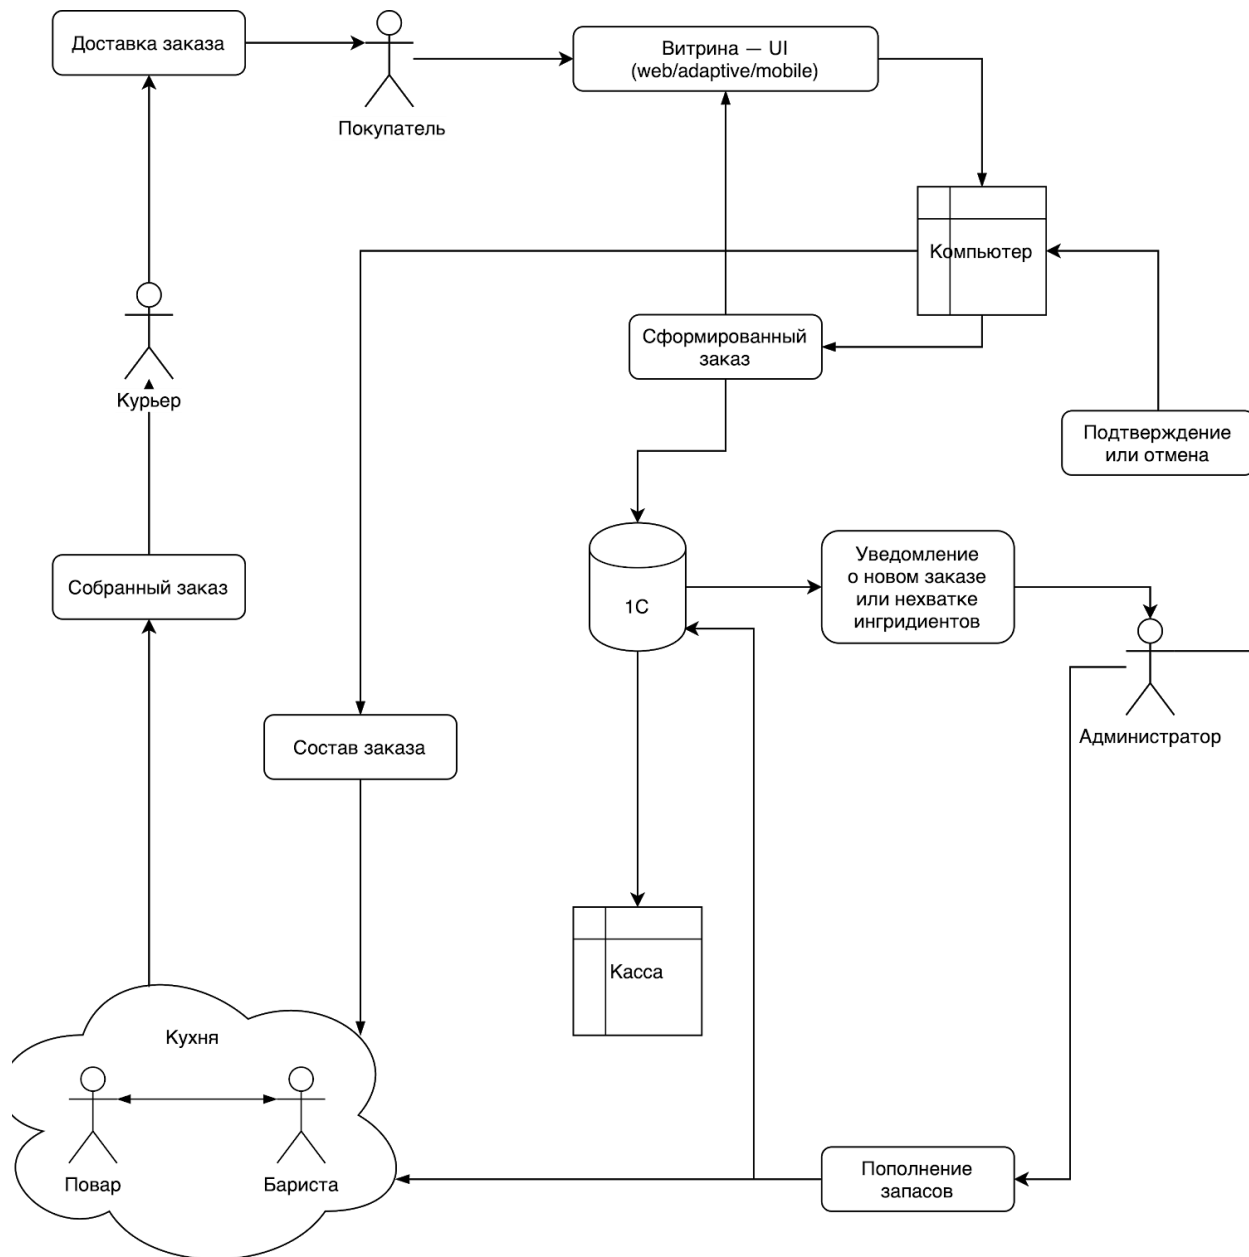 Доставка заказа
Витрина — UI
(web/adaptive/mobile)
Покупатель
Компьютер
Сформированный
заказ
Курьер
Подтверждение
или отмена
Собранный заказ
Уведомление
о новом заказе
или нехватке
ингридиентов
1С
Состав заказа
Администратор
Касса
Кухня
Повар
Бариста
Пополнение
запасов